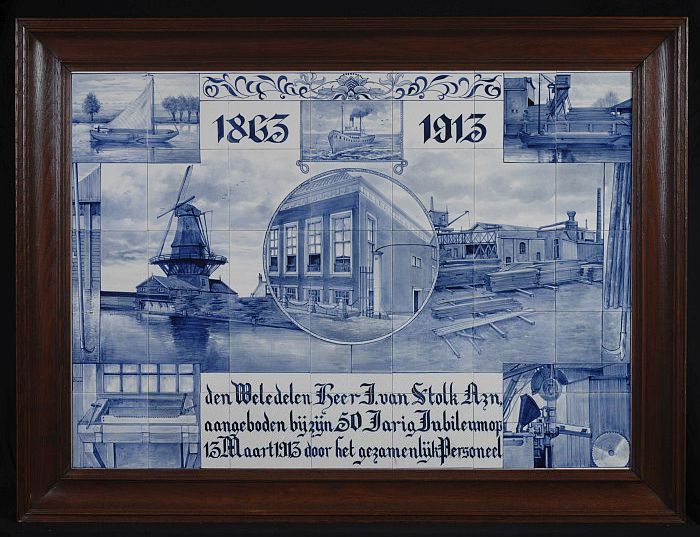 1863 1913
den Weledelen Heer J. van Stolk Azn,
aangeboden bij zijn 50 Jarig Jubileum op
13 Maart 1913 door het gezamenlijk Personeel